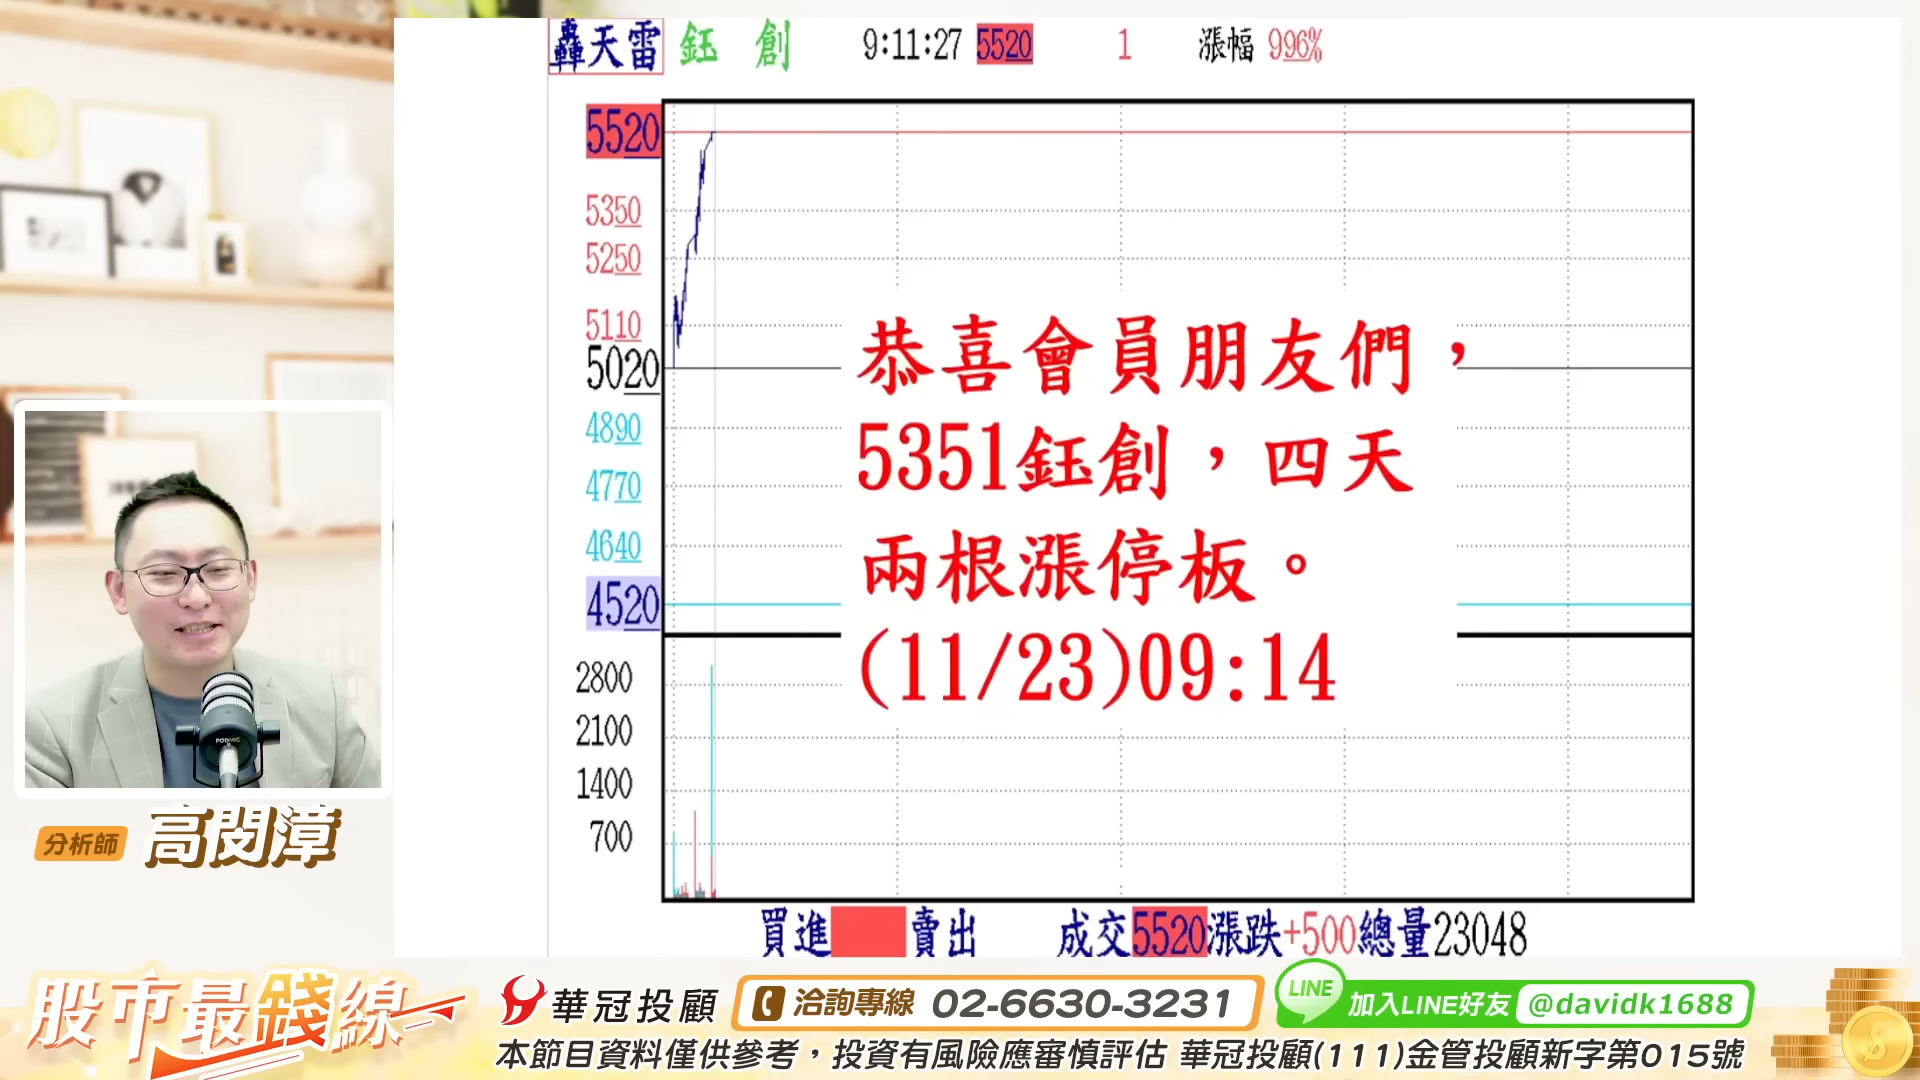 轟天雷 鈺 創 9:11:27 5520 1 漲幅 996%
5520
5350
5250
5110
5020
4890
4770
4640
4520
2800
2100
1400
700
恭喜會員朋友們，
5351鈺創，四天
兩根漲停板。
(11/23)09:14
買進 賣出 成交5520漲跌+500總量23048
PODMIC
分析師 高閔漳
股市最錢線
華冠投顧 洽詢專線 02-6630-3231 LINE 加入LINE好友 @davidk1688
本節目資料僅供參考，投資有風險應審慎評估 華冠投顧(111)金管投顧新字第015號